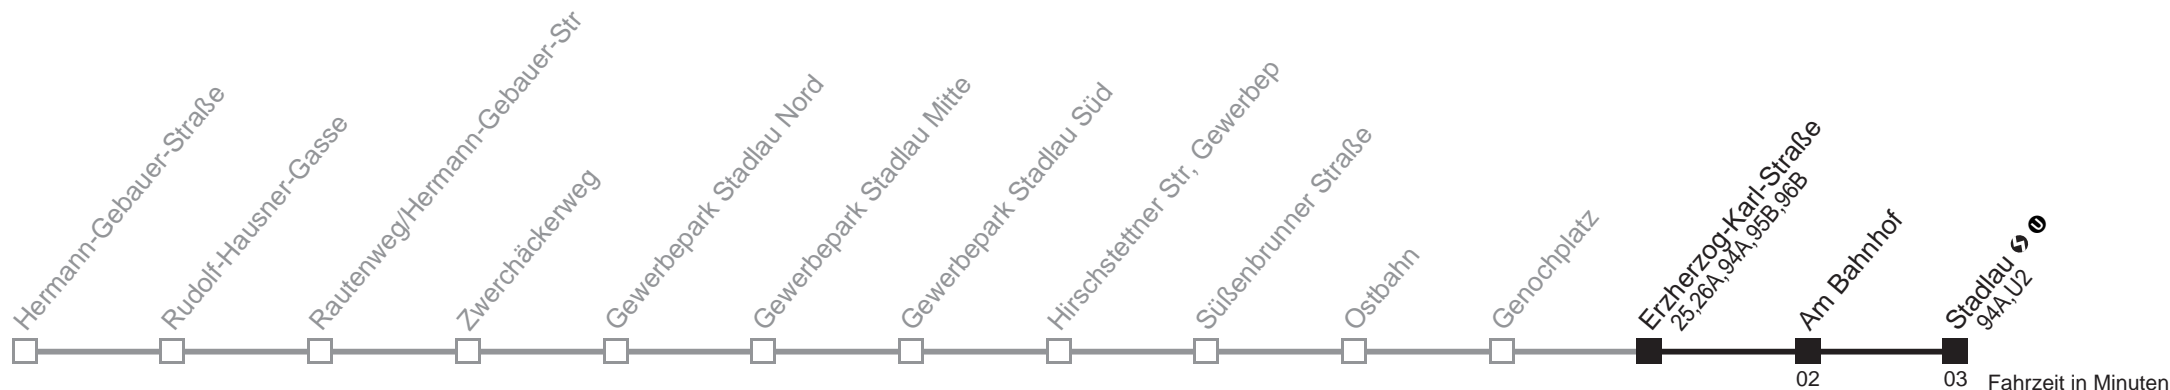 Hermann-Gebauer-Straße
Rudolf-Hausner-Gasse
Rautenweg/Hermann-Gebauer-Str
Zwerchäckerweg
Gewerbepark Stadlau Nord
Gewerbepark Stadlau Mitte
Gewerbepark Stadlau Süd
Hirschstettner Str, Gewerbep
Süßenbrunner Straße
Ostbahn
Genochplatz
Erzherzog-Karl-Straße
25,26A,94A,95B,96B
Am Bahnhof
Stadlau S U
94A,U2
02
03
Fahrzeit in Minuten